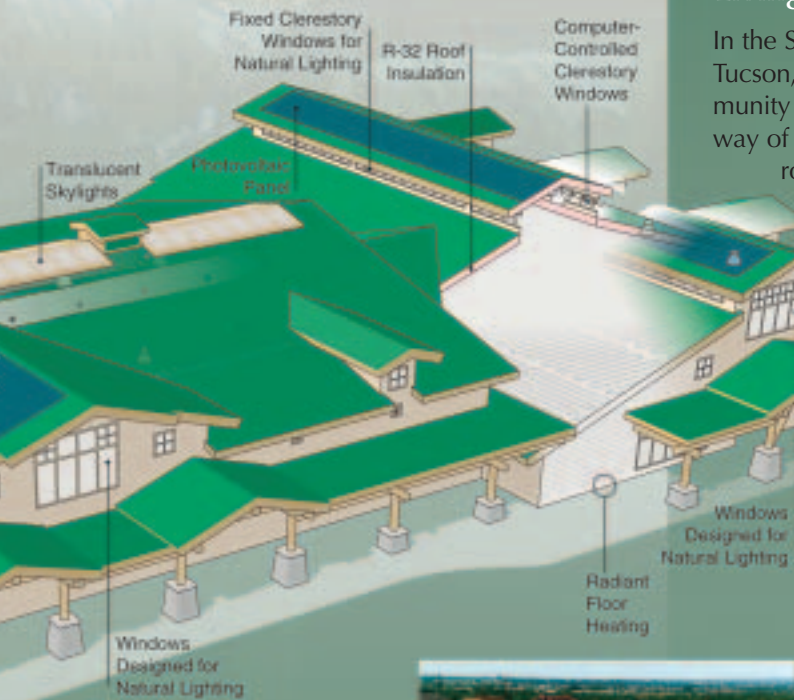 Fixed Clerestory
Windows for
Natural Lighting
R-32 Roof
Insulation
Computer-
Controlled
Clerestory
Windows
In the S
Tucson,
munity
way of
ro
Translucent
Skylights
Photovoltaic
Panel
Windows
Designed for
Natural Lighting
Radiant
Floor
Heating
Windows
Designed for
Natural Lighting